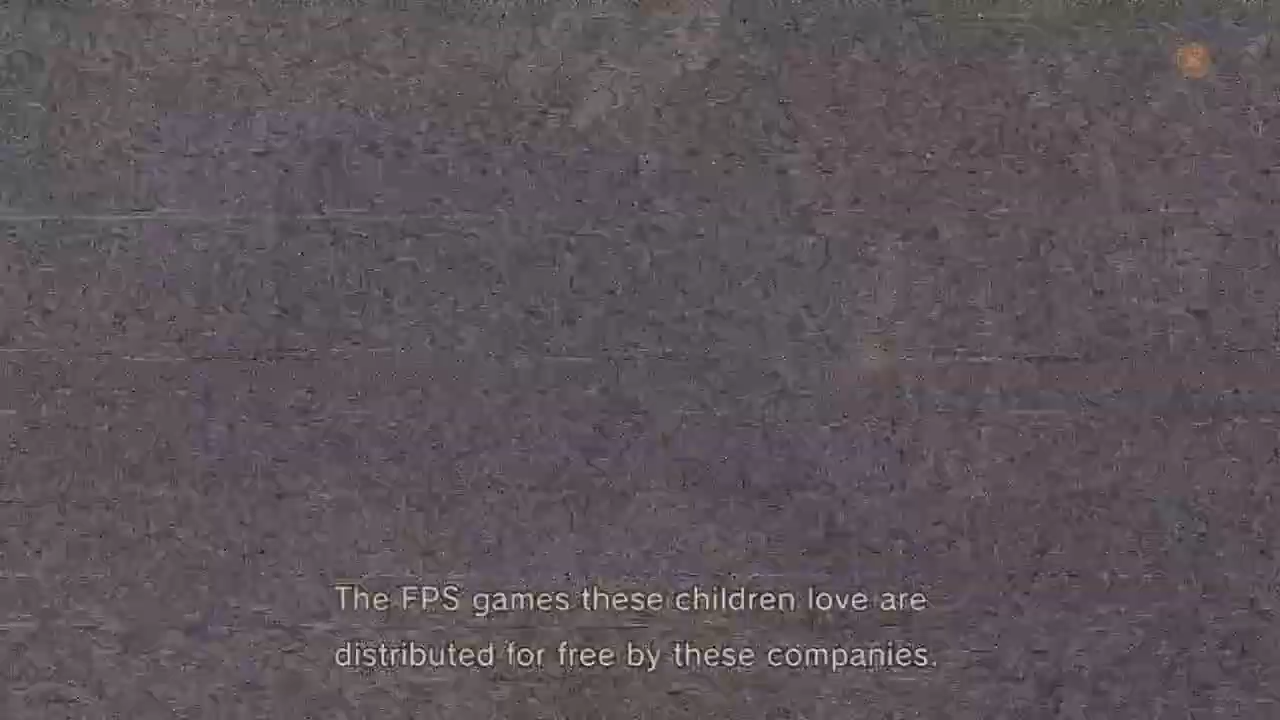 The FPS games these children love are
distributed for free by these companies.